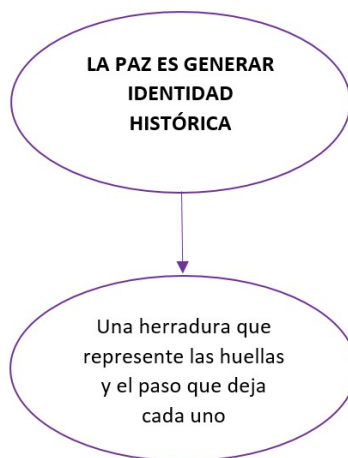 LA PAZ ES GENERAR
IDENTIDAD
HISTÓRICA
Una herradura que
represente las huellas
y el paso que deja
cada uno